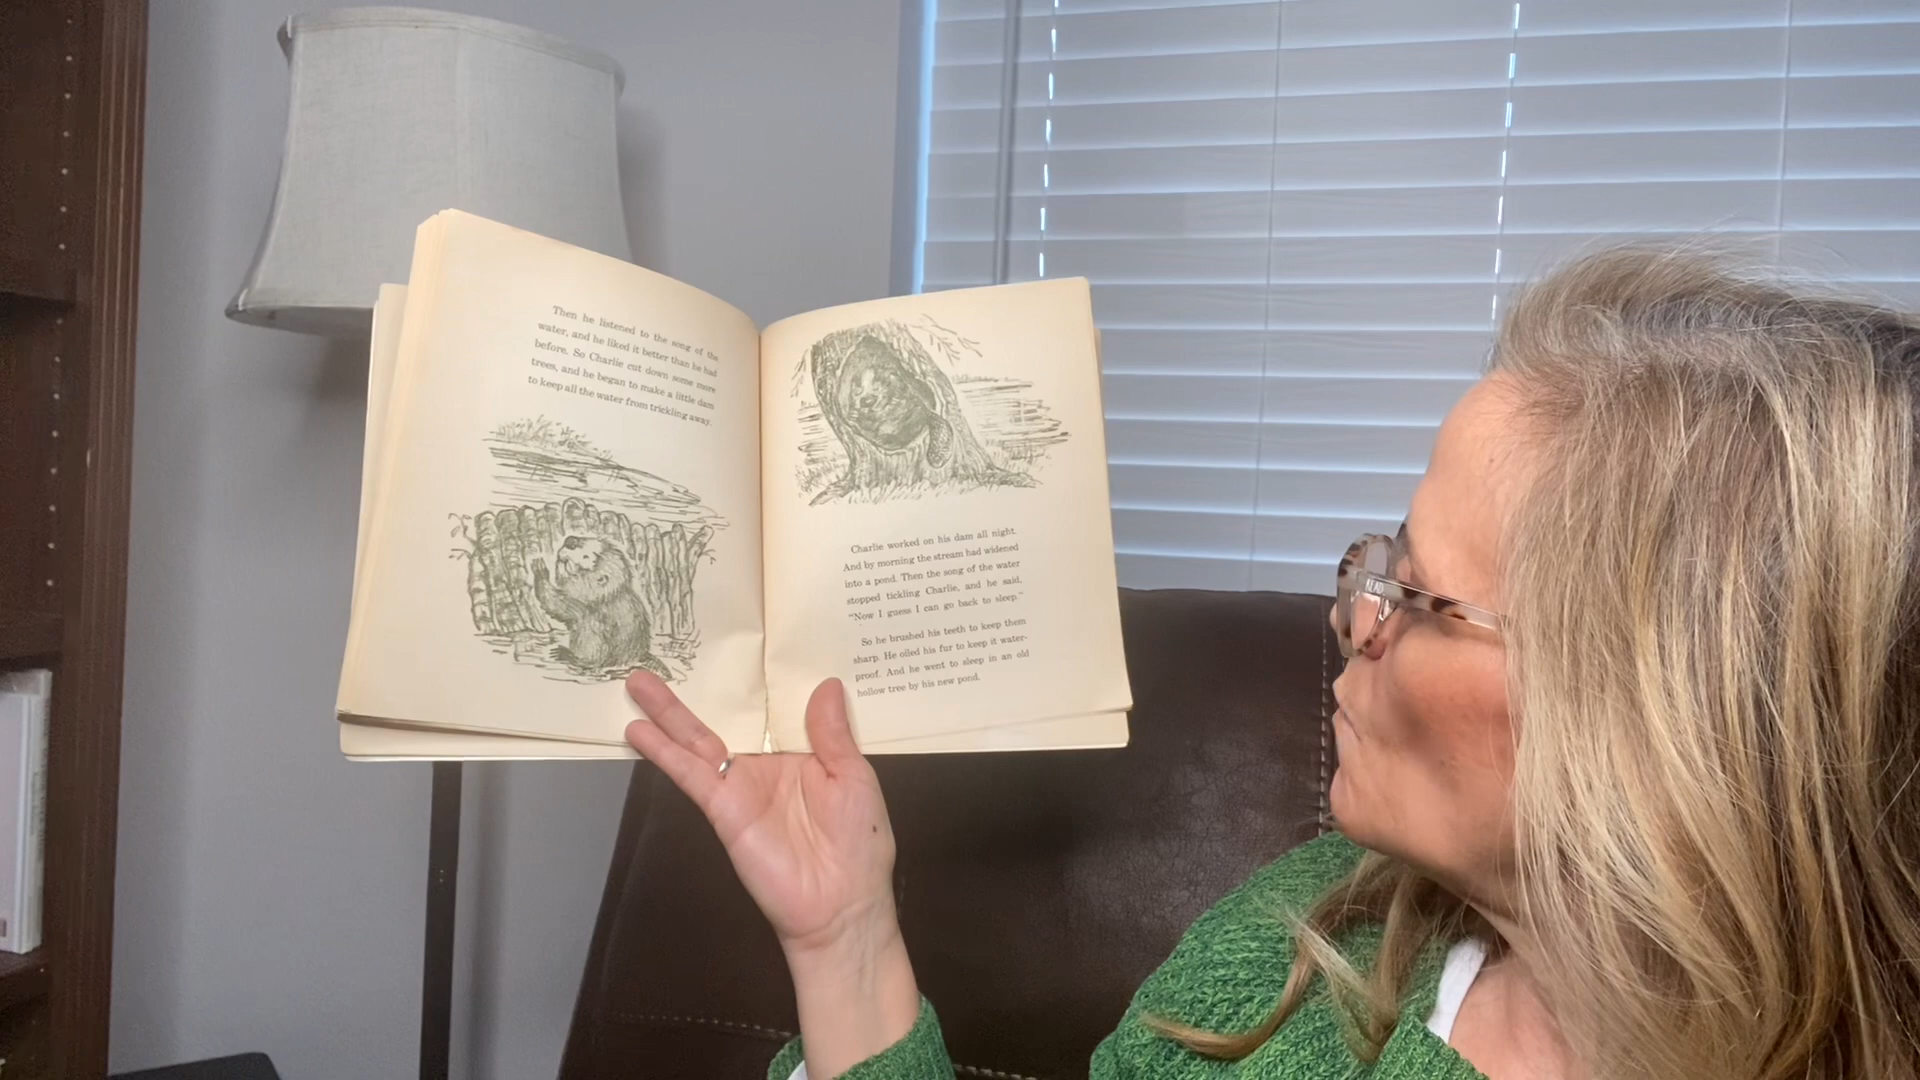 Then he listened to the song of the
water, and he liked it better than he had
before. So Charlie cut down some more
trees, and he began to make a little dam
to keep all the water from trickling away.
Charlie worked on his dam all night.
And by morning the stream had widened
into a pond. Then the song of the water
stopped tickling Charlie, and he said,
"Now I guess I can go back to sleep."
So he brushed his teeth to keep them
sharp. He oiled his fur to keep it water-
proof. And he went to sleep in an old
hollow tree by his new pond.